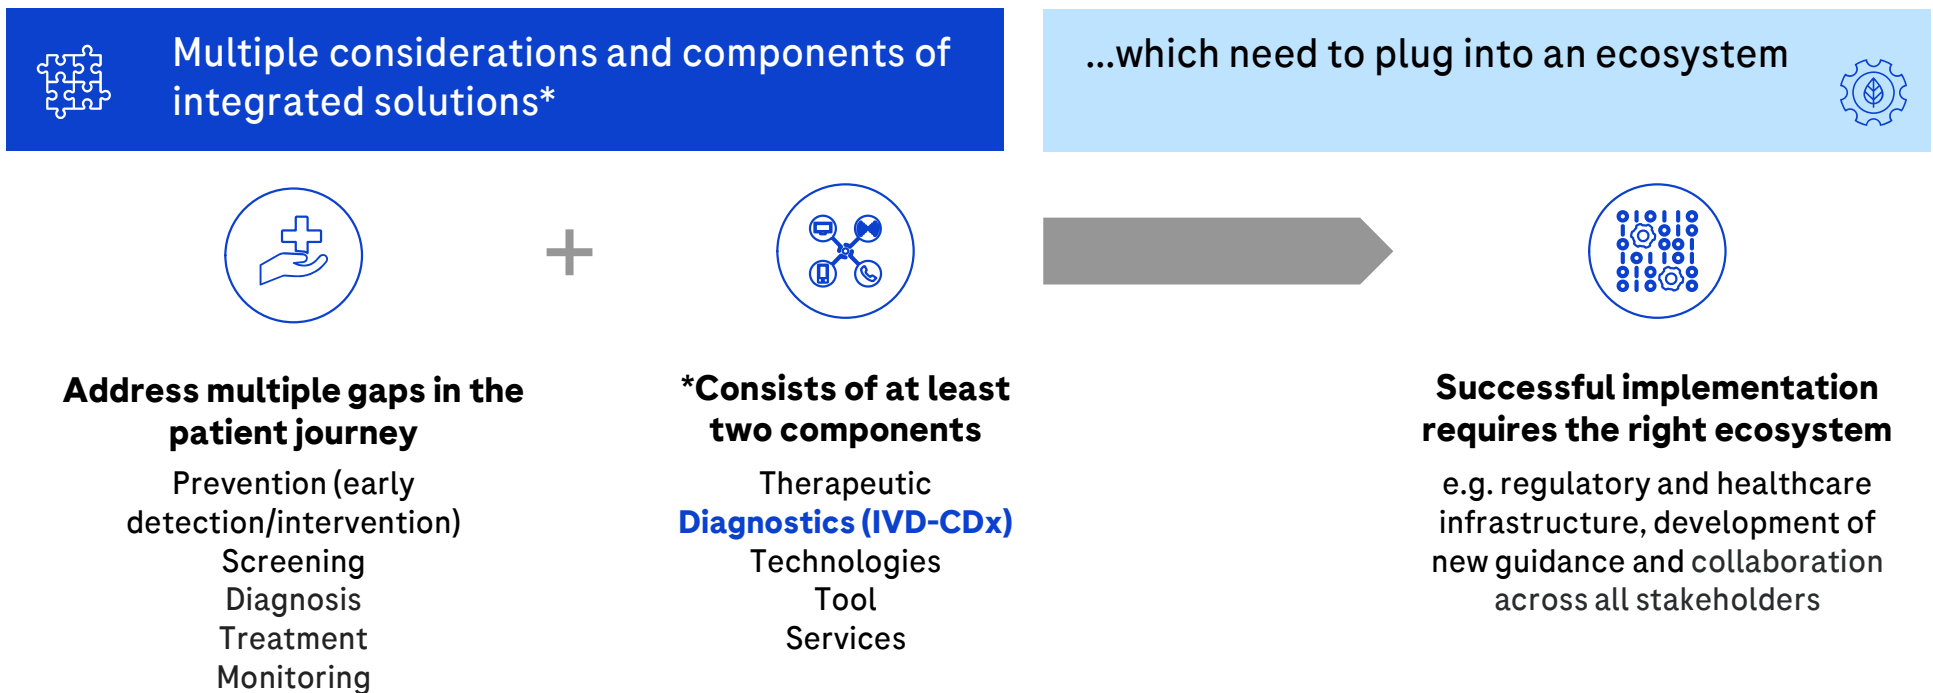 Multiple considerations and components of
integrated solutions*
...which need to plug into an ecosystem
Address multiple gaps in the
patient journey
Prevention (early
detection/intervention)
Screening
Diagnosis
Treatment
Monitoring
*Consists of at least
two components
Therapeutic
Diagnostics (IVD-CDx)
Technologies
Tool
Services
Successful implementation
requires the right ecosystem
e.g. regulatory and healthcare
infrastructure, development of
new guidance and collaboration
across all stakeholders